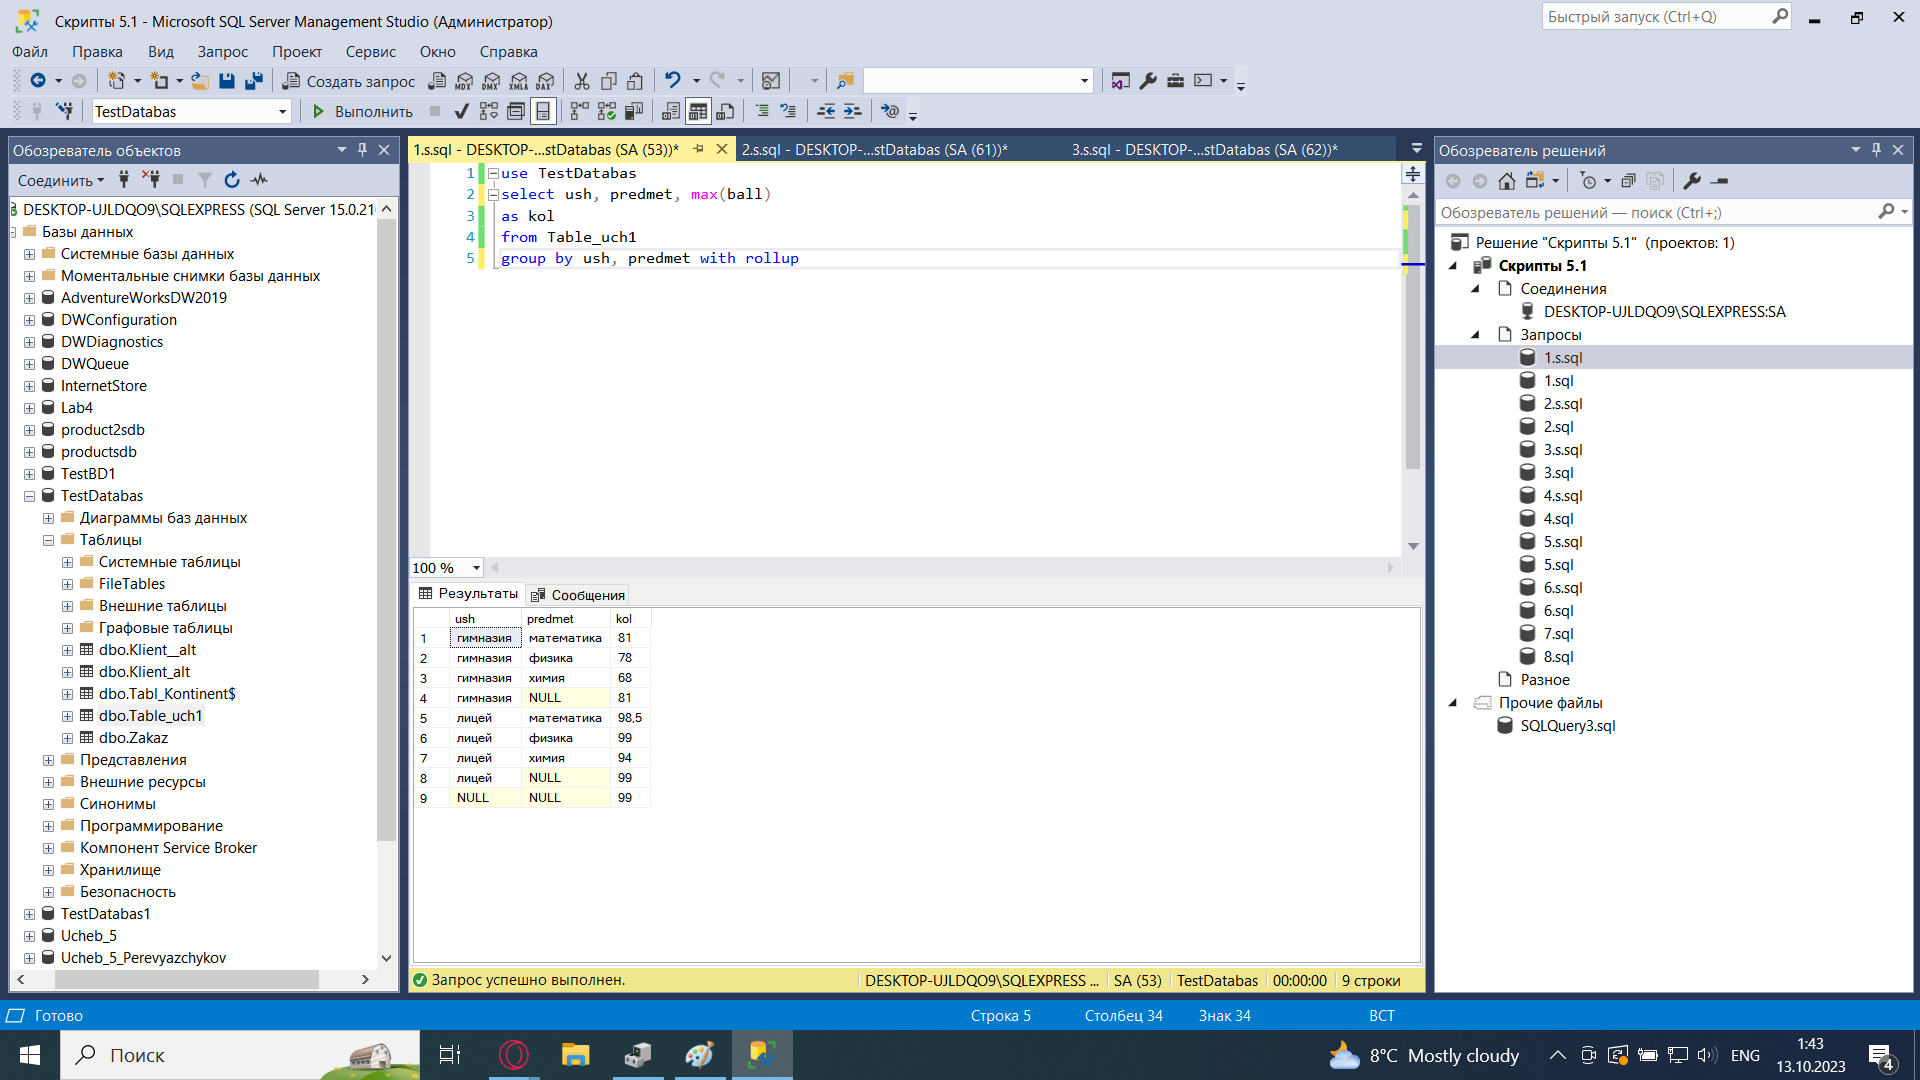 Скрипты 5.1 - Microsoft SQL Server Management Studio (Администратор)
Быстрый запуск (Ctrl+Q)
Файл Правка Вид Запрос Проект Сервис Окно Справка
Создать запрос
MDX DMX XMLA DAX
TestDatabas
Выполнить
Обозреватель объектов
Соединить
DESKTOP-UJLDQO9\SQLEXPRESS (SQL Server 15.0.21
Базы данных
Системные базы данных
Моментальные снимки базы данных
AdventureWorksDW2019
DWConfiguration
DWDiagnostics
DWQueue
InternetStore
Lab4
product2sdb
productsdb
TestBD1
TestDatabas
Диаграммы баз данных
Таблицы
Системные таблицы
FileTables
Внешние таблицы
Графовые таблицы
dbo.Klient__alt
dbo.Klient_alt
dbo.Tabl_Kontinent$
dbo.Table_uch1
dbo.Zakaz
Представления
Внешние ресурсы
Синонимы
Программирование
Компонент Service Broker
Хранилище
Безопасность
TestDatabas1
Ucheb_5
Ucheb_5_Perevyazchykov
1.s.sql - DESKTOP-...stDatabas (SA (53))*
2.s.sql - DESKTOP-...stDatabas (SA (61))*
3.s.sql - DESKTOP-...stDatabas (SA (62))*
1 use TestDatabas
2 select ush, predmet, max(ball)
3 as kol
4 from Table_uch1
5 group by ush, predmet with rollup
100 %
Результаты Сообщения
ush predmet kol
1 гимназия математика 81
2 гимназия физика 78
3 гимназия химия 68
4 гимназия NULL 81
5 лицей математика 98,5
6 лицей физика 99
7 лицей химия 94
8 лицей NULL 99
9 NULL NULL 99
Запрос успешно выполнен.
DESKTOP-UJLDQO9\SQLEXPRESS ... SA (53) TestDatabas 00:00:00 9 строки
Обозреватель решений
Обозреватель решений — поиск (Ctrl+;)
Решение "Скрипты 5.1" (проектов: 1)
Скрипты 5.1
Соединения
DESKTOP-UJLDQO9\SQLEXPRESS:SA
Запросы
1.s.sql
1.sql
2.s.sql
2.sql
3.s.sql
3.sql
4.s.sql
4.sql
5.s.sql
5.sql
6.s.sql
6.sql
7.sql
8.sql
Разное
Прочие файлы
SQLQuery3.sql
Готово
Строка 5 Столбец 34 Знак 34 ВСТ
Поиск
8°C Mostly cloudy
ENG
1:43
13.10.2023
4